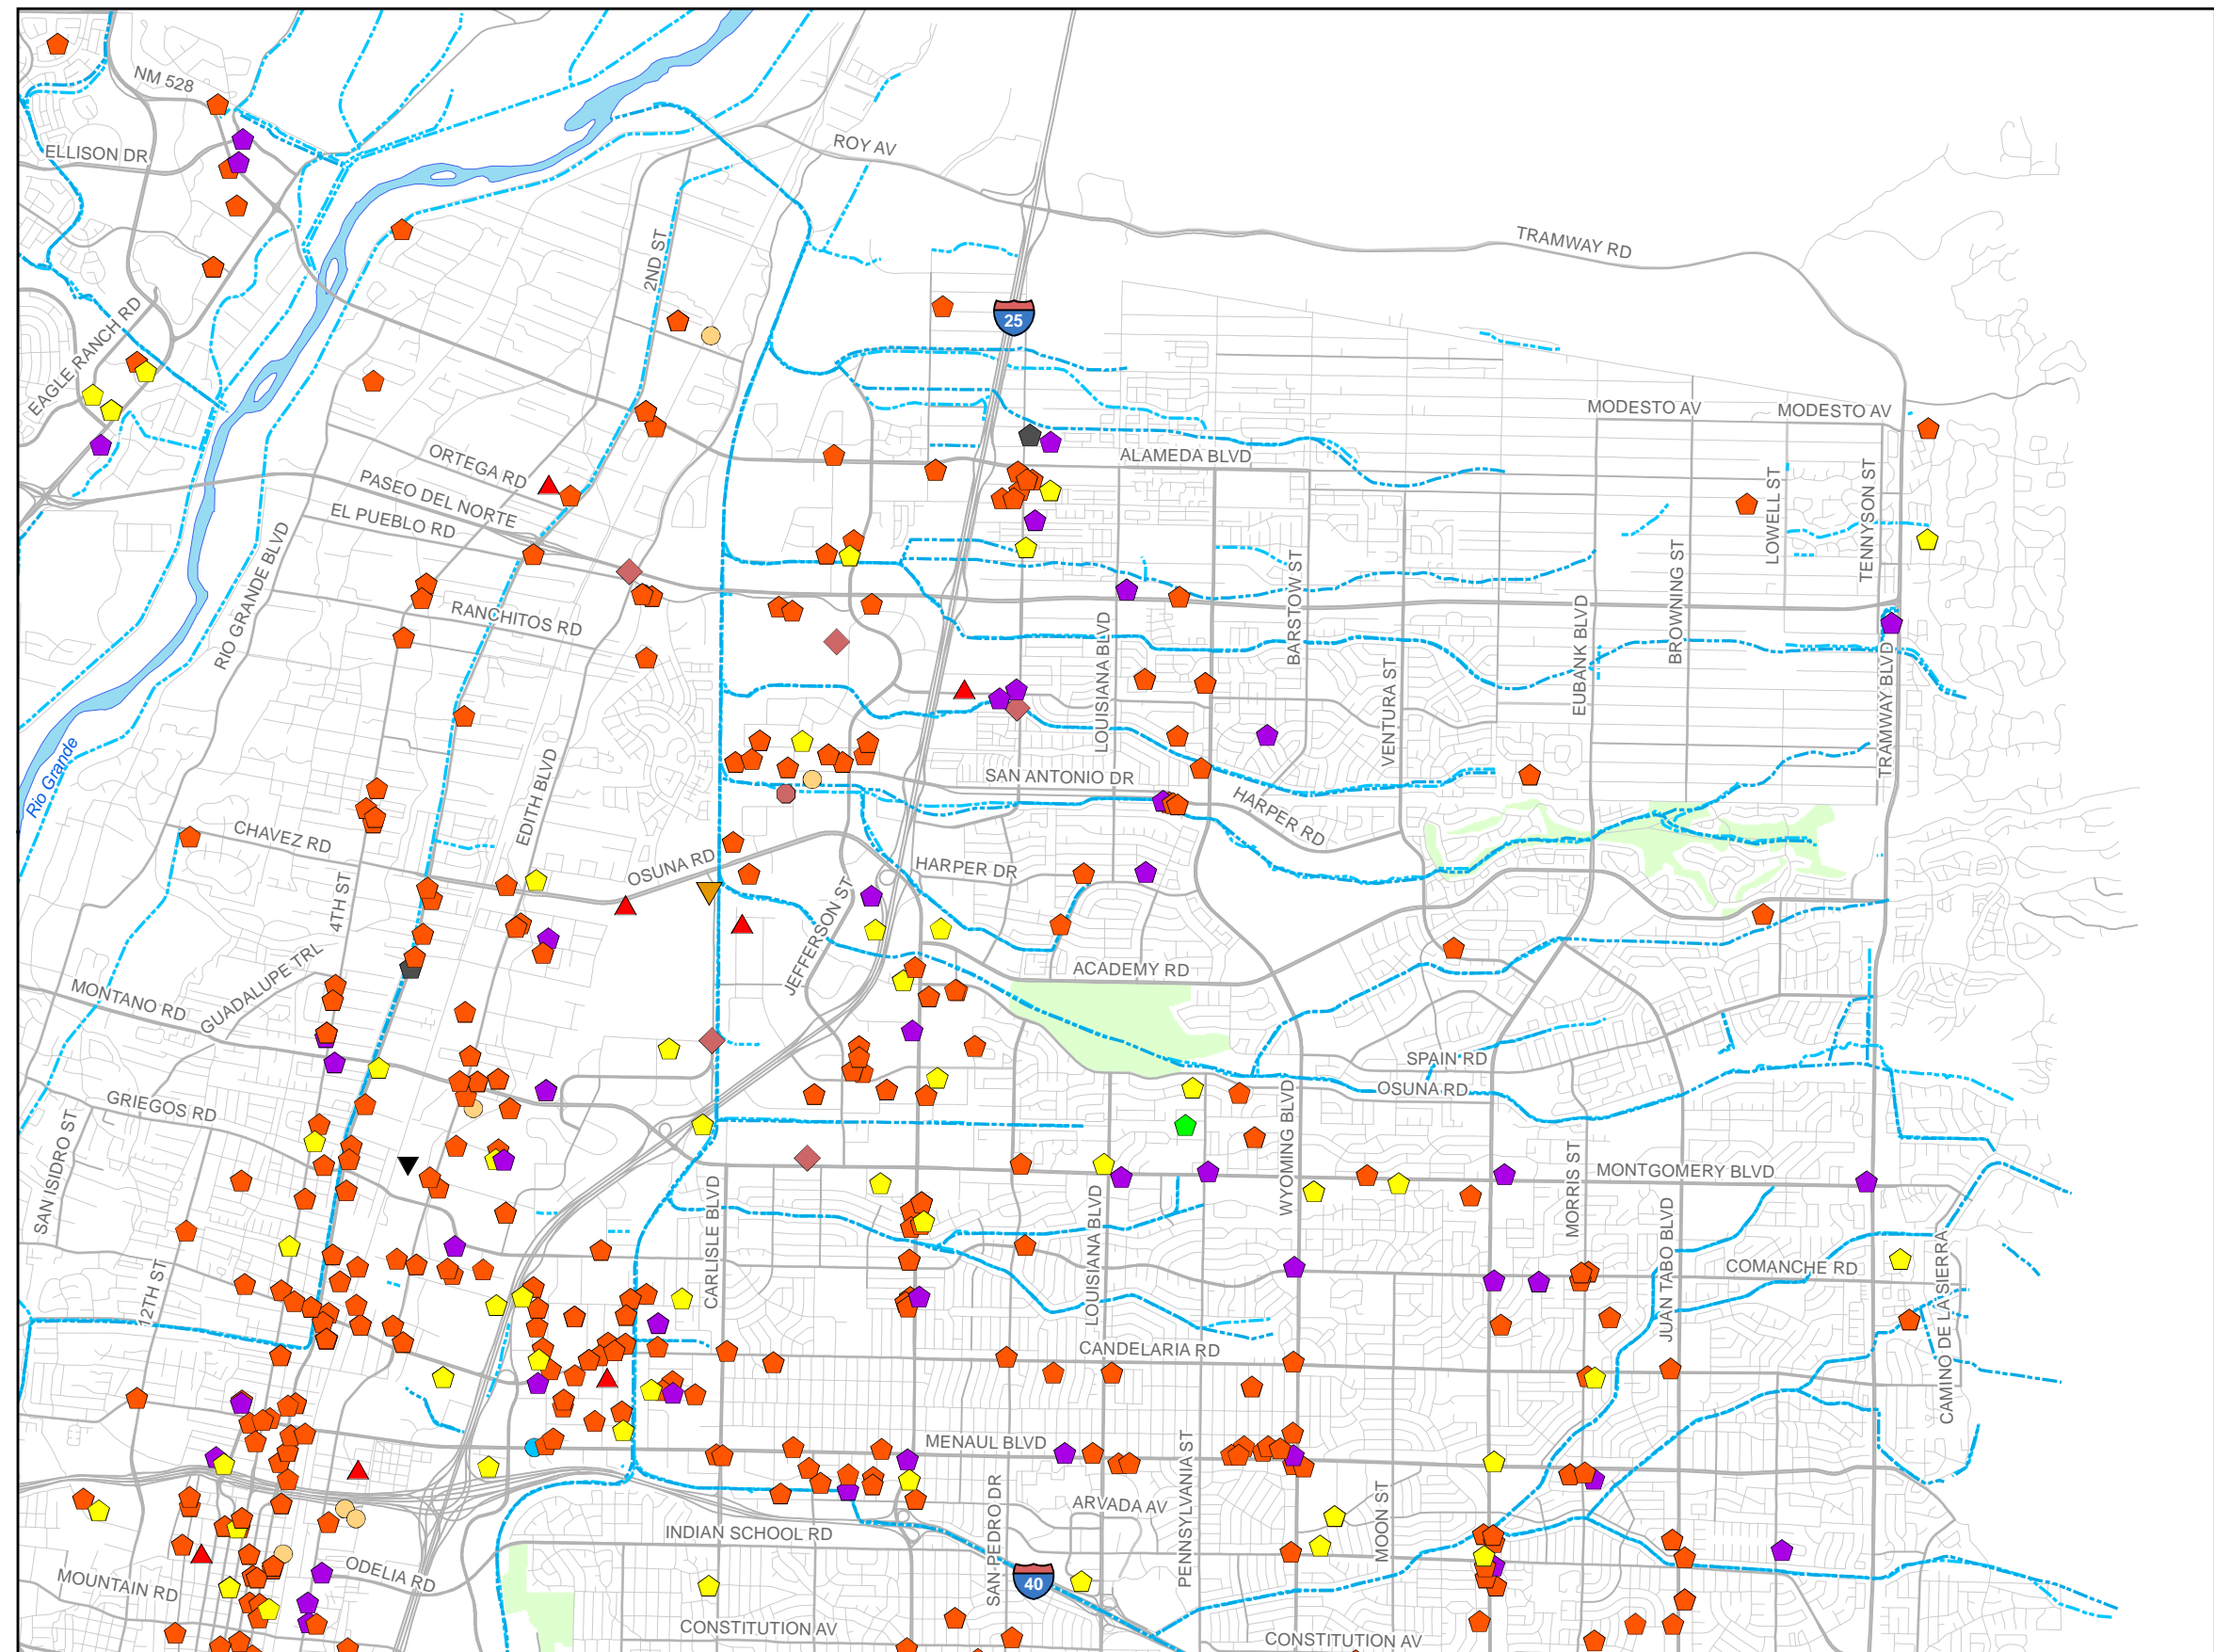 NM 528
ELLISON DR
ROY AV
TRAMWAY RD
2ND ST
25
EAGLE RANCH RD
MODESTO AV
MODESTO AV
ORTEGA RD
ALAMEDA BLVD
PASEO DEL NORTE
EL PUEBLO RD
LOWELL ST
TENNYSON ST
RIO GRANDE BLVD
RANCHITOS RD
BARSTOW ST
BROWNING ST
EUBANK BLVD
LOUISIANA BLVD
VENTURA ST
TRAMWAY BLVD
Rio Grande
EDITH BLVD
SAN ANTONIO DR
HARPER RD
CHAVEZ RD
OSUNA RD
HARPER DR
4TH ST
JEFFERSON ST
ACADEMY RD
GUADALUPE TRL
MONTANO RD
SPAIN RD
OSUNA RD
GRIEGOS RD
SAN ISIDRO ST
WYOMING BLVD
MORRIS ST
MONTGOMERY BLVD
CARLISLE BLVD
LOUISIANA BLVD
JUAN TABO BLVD
COMANCHE RD
CAMINO DE LA SIERRA
12TH ST
CANDELARIA RD
MENAUL BLVD
PENNSYLVANIA ST
SAN PEDRO DR
ARVADA AV
MOON ST
INDIAN SCHOOL RD
ODELIA RD
MOUNTAIN RD
40
CONSTITUTION AV
CONSTITUTION AV